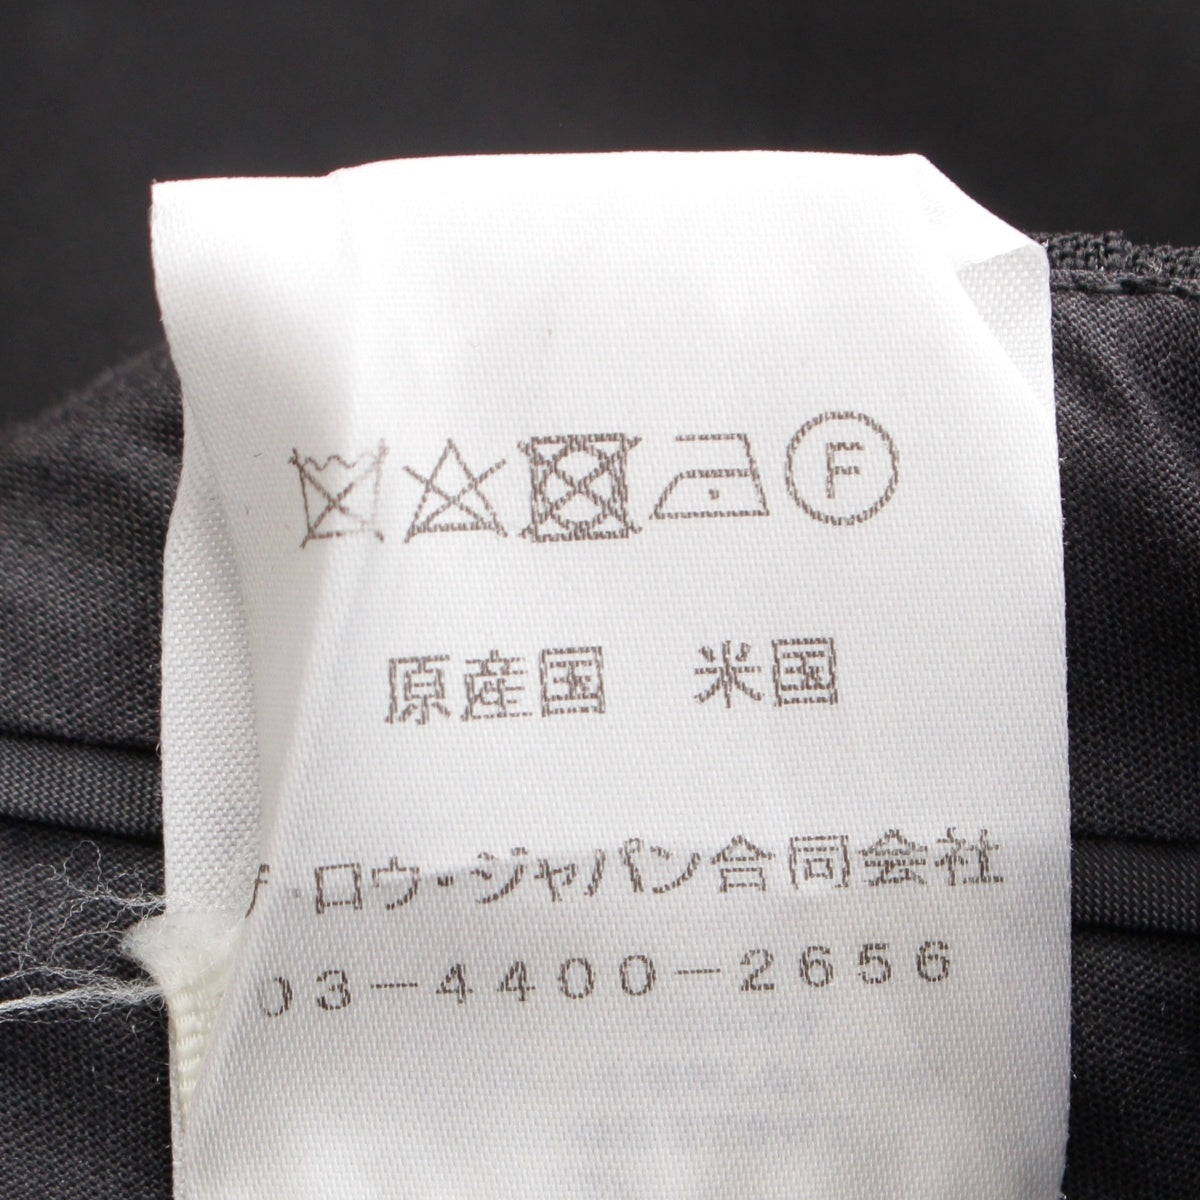 F
原産国 米国
・ロウ・ジャパン合同会社
03-4400-2656